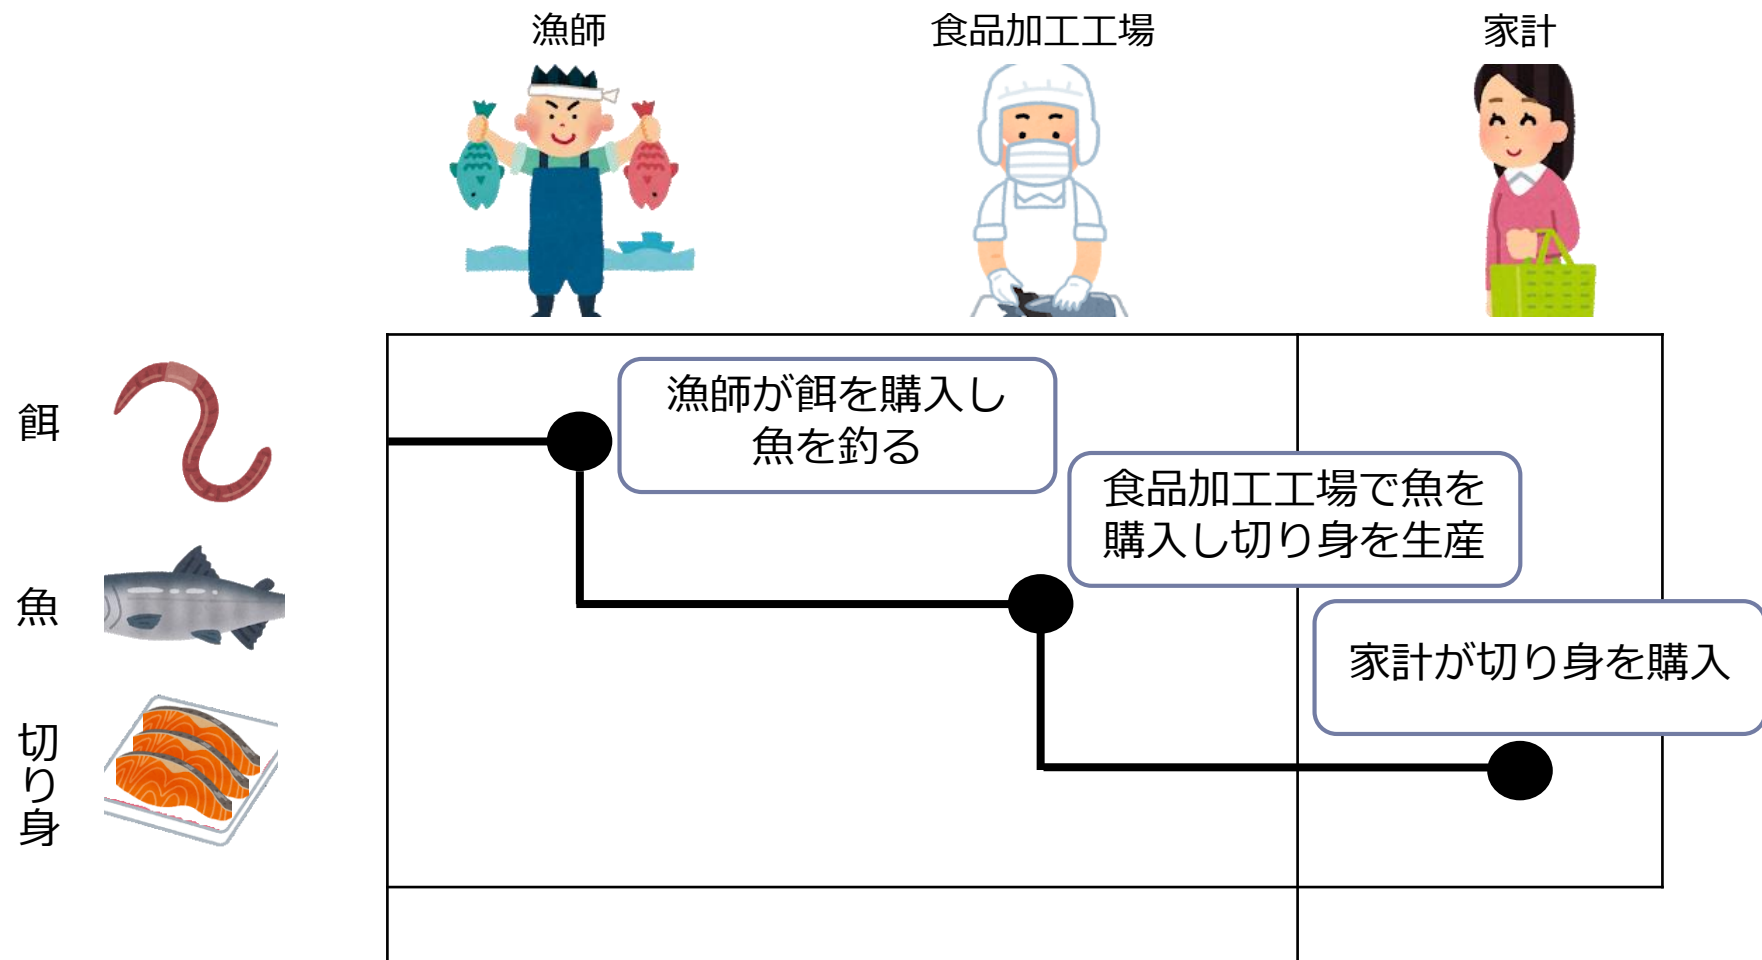 漁師
食品加工工場
家計
餌
漁師が餌を購入し
魚を釣る
食品加工工場で魚を
購入し切り身を生産
魚
家計が切り身を購入
切り身